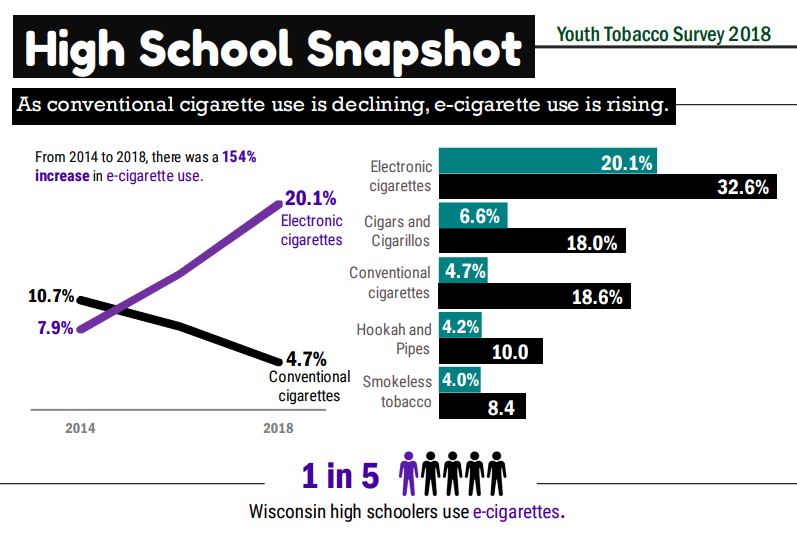 High School Snapshot
Youth Tobacco Survey 2018
As conventional cigarette use is declining, e-cigarette use is rising.
From 2014 to 2018, there was a 154%
increase in e-cigarette use.
20.1%
Electronic
cigarettes
10.7%
7.9%
4.7%
Conventional
cigarettes
2014
2018
Electronic
cigarettes
20.1%
32.6%
Cigars and
Cigarillos
6.6%
18.0%
Conventional
cigarettes
4.7%
18.6%
Hookah and
Pipes
4.2%
10.0
Smokeless
tobacco
4.0%
8.4
1 in 5
Wisconsin high schoolers use e-cigarettes.